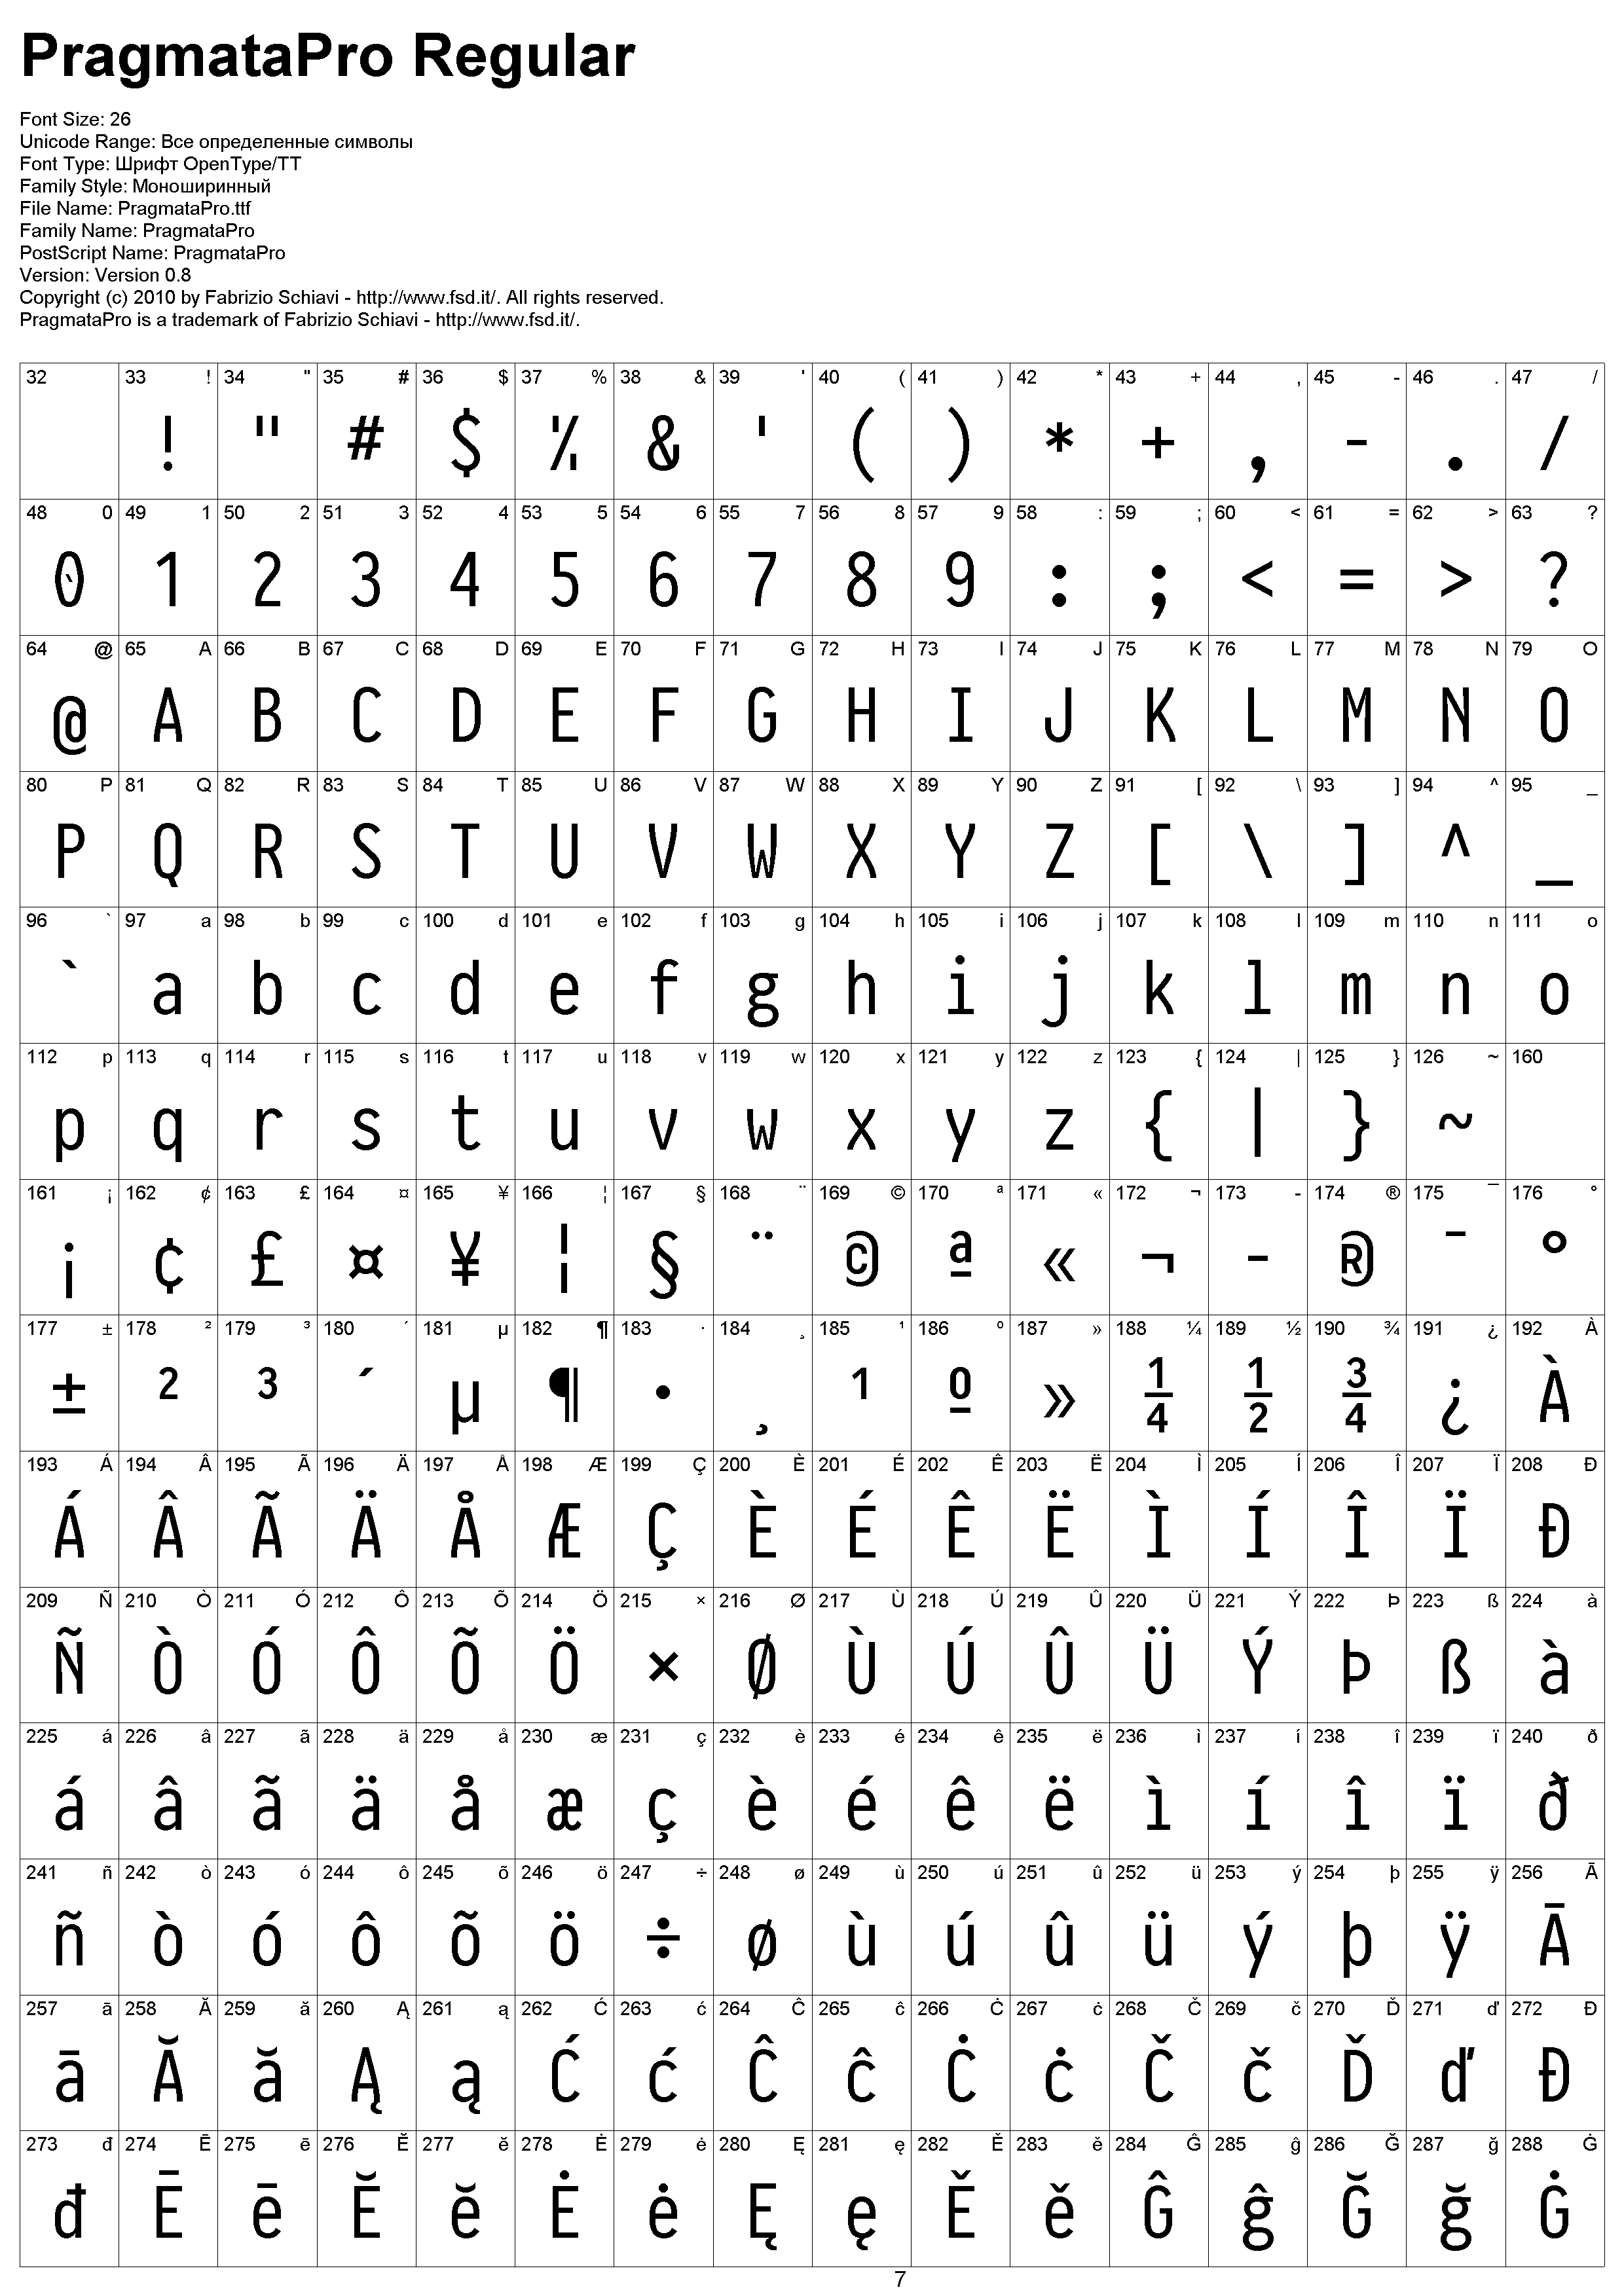 PragmataPro Regular
Font Size: 26
Unicode Range: Все определенные символы
Font Type: Шрифт OpenType/TT
Family Style: Моноширинный
File Name: PragmataPro.ttf
Family Name: PragmataPro
PostScript Name: PragmataPro
Version: Version 0.8
Copyright (c) 2010 by Fabrizio Schiavi - http://www.fsd.it/. All rights reserved.
PragmataPro is a trademark of Fabrizio Schiavi - http://www.fsd.it/.
32 33 ! 34 " 35 # 36 $ 37 % 38 & 39 ' 40 ( 41 ) 42 * 43 + 44 , 45 - 46 . 47 /
! " # $ % & ' ( ) * + , - . /
48 0 49 1 50 2 51 3 52 4 53 5 54 6 55 7 56 8 57 9 58 : 59 ; 60 < 61 = 62 > 63 ?
0 1 2 3 4 5 6 7 8 9 : ; < = > ?
64 @ 65 A 66 B 67 C 68 D 69 E 70 F 71 G 72 H 73 I 74 J 75 K 76 L 77 M 78 N 79 O
@ A B C D E F G H I J K L M N O
80 P 81 Q 82 R 83 S 84 T 85 U 86 V 87 W 88 X 89 Y 90 Z 91 [ 92 \ 93 ] 94 ^ 95 _
P Q R S T U V W X Y Z [ \ ] ^ _
96 ` 97 a 98 b 99 c 100 d 101 e 102 f 103 g 104 h 105 i 106 j 107 k 108 l 109 m 110 n 111 o
` a b c d e f g h i j k l m n o
112 p 113 q 114 r 115 s 116 t 117 u 118 v 119 w 120 x 121 y 122 z 123 { 124 | 125 } 126 ~ 160
p q r s t u v w x y z { | } ~
161 ¡ 162 ¢ 163 £ 164 ¤ 165 ¥ 166 ¦ 167 § 168 ¨ 169 © 170 ª 171 « 172 ¬ 173 - 174 ® 175 ¯ 176 °
¡ ¢ £ ¤ ¥ ¦ § ¨ © ª « ¬ - ® ¯ °
177 ± 178 ² 179 ³ 180 ´ 181 µ 182 ¶ 183 · 184 ¸ 185 ¹ 186 º 187 » 188 ¼ 189 ½ 190 ¾ 191 ¿ 192 À
± ² ³ ´ µ ¶ · ¸ ¹ º » ¼ ½ ¾ ¿ À
193 Á 194 Â 195 Ã 196 Ä 197 Å 198 Æ 199 Ç 200 È 201 É 202 Ê 203 Ë 204 Ì 205 Í 206 Î 207 Ï 208 Ð
Á Â Ã Ä Å Æ Ç È É Ê Ë Ì Í Î Ï Ð
209 Ñ 210 Ò 211 Ó 212 Ô 213 Õ 214 Ö 215 × 216 Ø 217 Ù 218 Ú 219 Û 220 Ü 221 Ý 222 Þ 223 ß 224 à
Ñ Ò Ó Ô Õ Ö × Ø Ù Ú Û Ü Ý Þ ß à
225 á 226 â 227 ã 228 ä 229 å 230 æ 231 ç 232 è 233 é 234 ê 235 ë 236 ì 237 í 238 î 239 ï 240 ð
á â ã ä å æ ç è é ê ë ì í î ï ð
241 ñ 242 ò 243 ó 244 ô 245 õ 246 ö 247 ÷ 248 ø 249 ù 250 ú 251 û 252 ü 253 ý 254 þ 255 ÿ 256 Ā
ñ ò ó ô õ ö ÷ ø ù ú û ü ý þ ÿ Ā
257 ā 258 Ă 259 ă 260 Ą 261 ą 262 Ć 263 ć 264 Ĉ 265 ĉ 266 Ċ 267 ċ 268 Č 269 č 270 Ď 271 ď 272 Đ
ā Ă ă Ą ą Ć ć Ĉ ĉ Ċ ċ Č č Ď ď Đ
273 đ 274 Ē 275 ē 276 Ĕ 277 ĕ 278 Ė 279 ė 280 Ę 281 ę 282 Ě 283 ě 284 Ĝ 285 ĝ 286 Ğ 287 ğ 288 Ġ
đ Ē ē Ĕ ĕ Ė ė Ę ę Ě ě Ĝ ĝ Ğ ğ Ġ
7